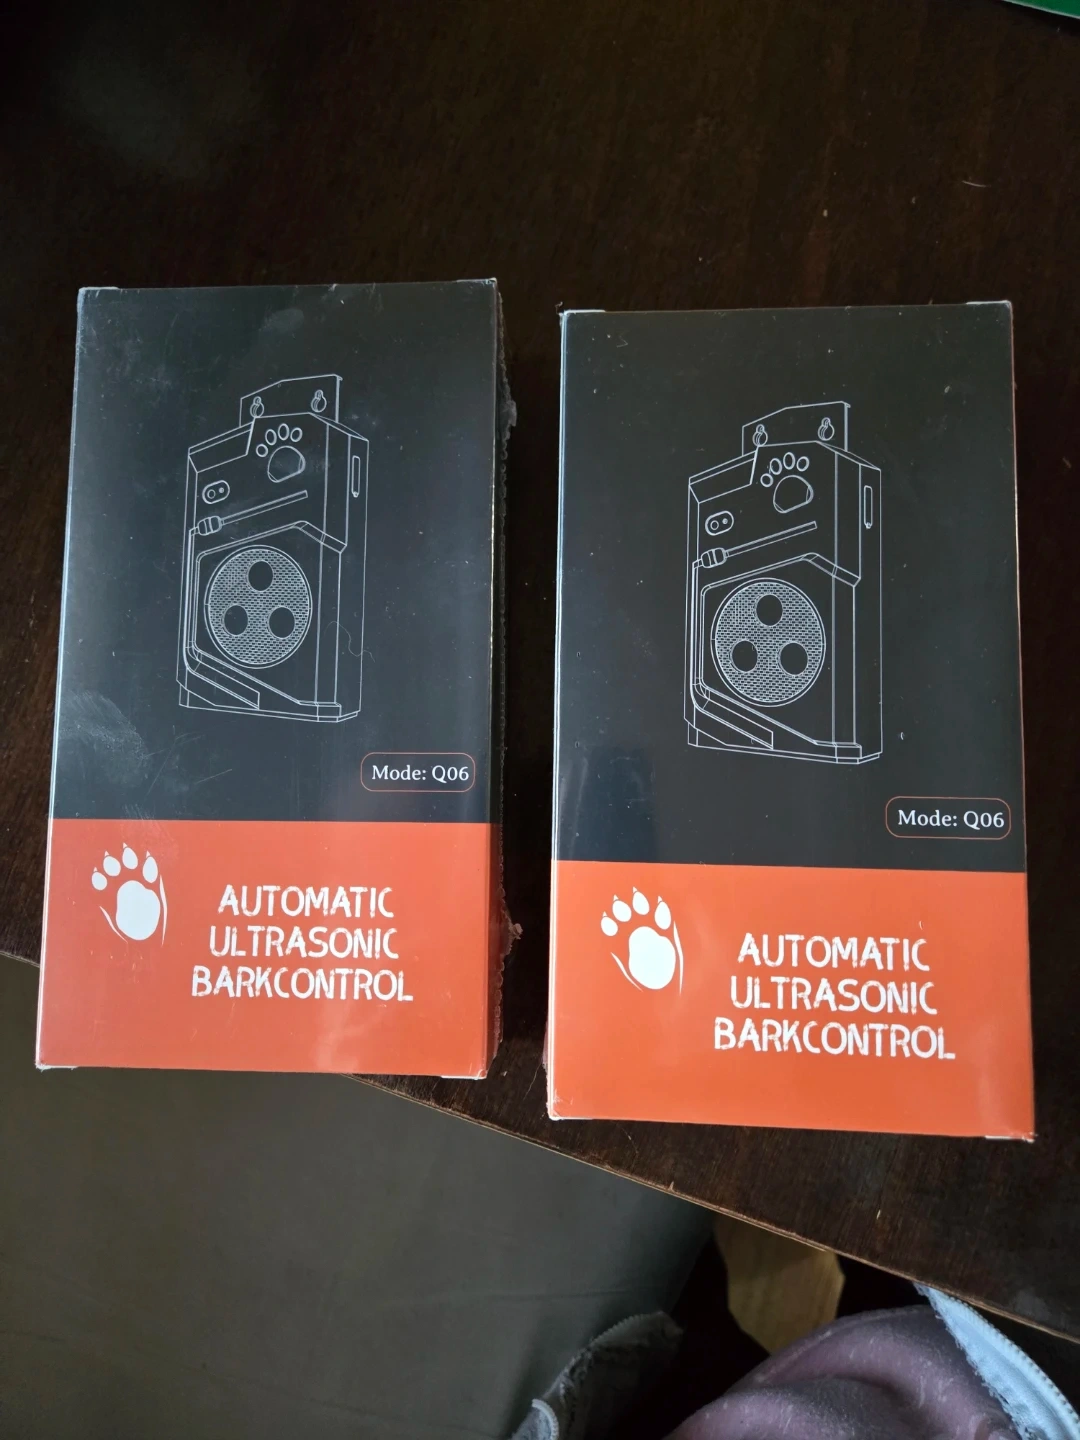 Mode: Q06
AUTOMATIC
ULTRASONIC
BARKCONTROL
Mode: Q06
AUTOMATIC
ULTRASONIC
BARKCONTROL